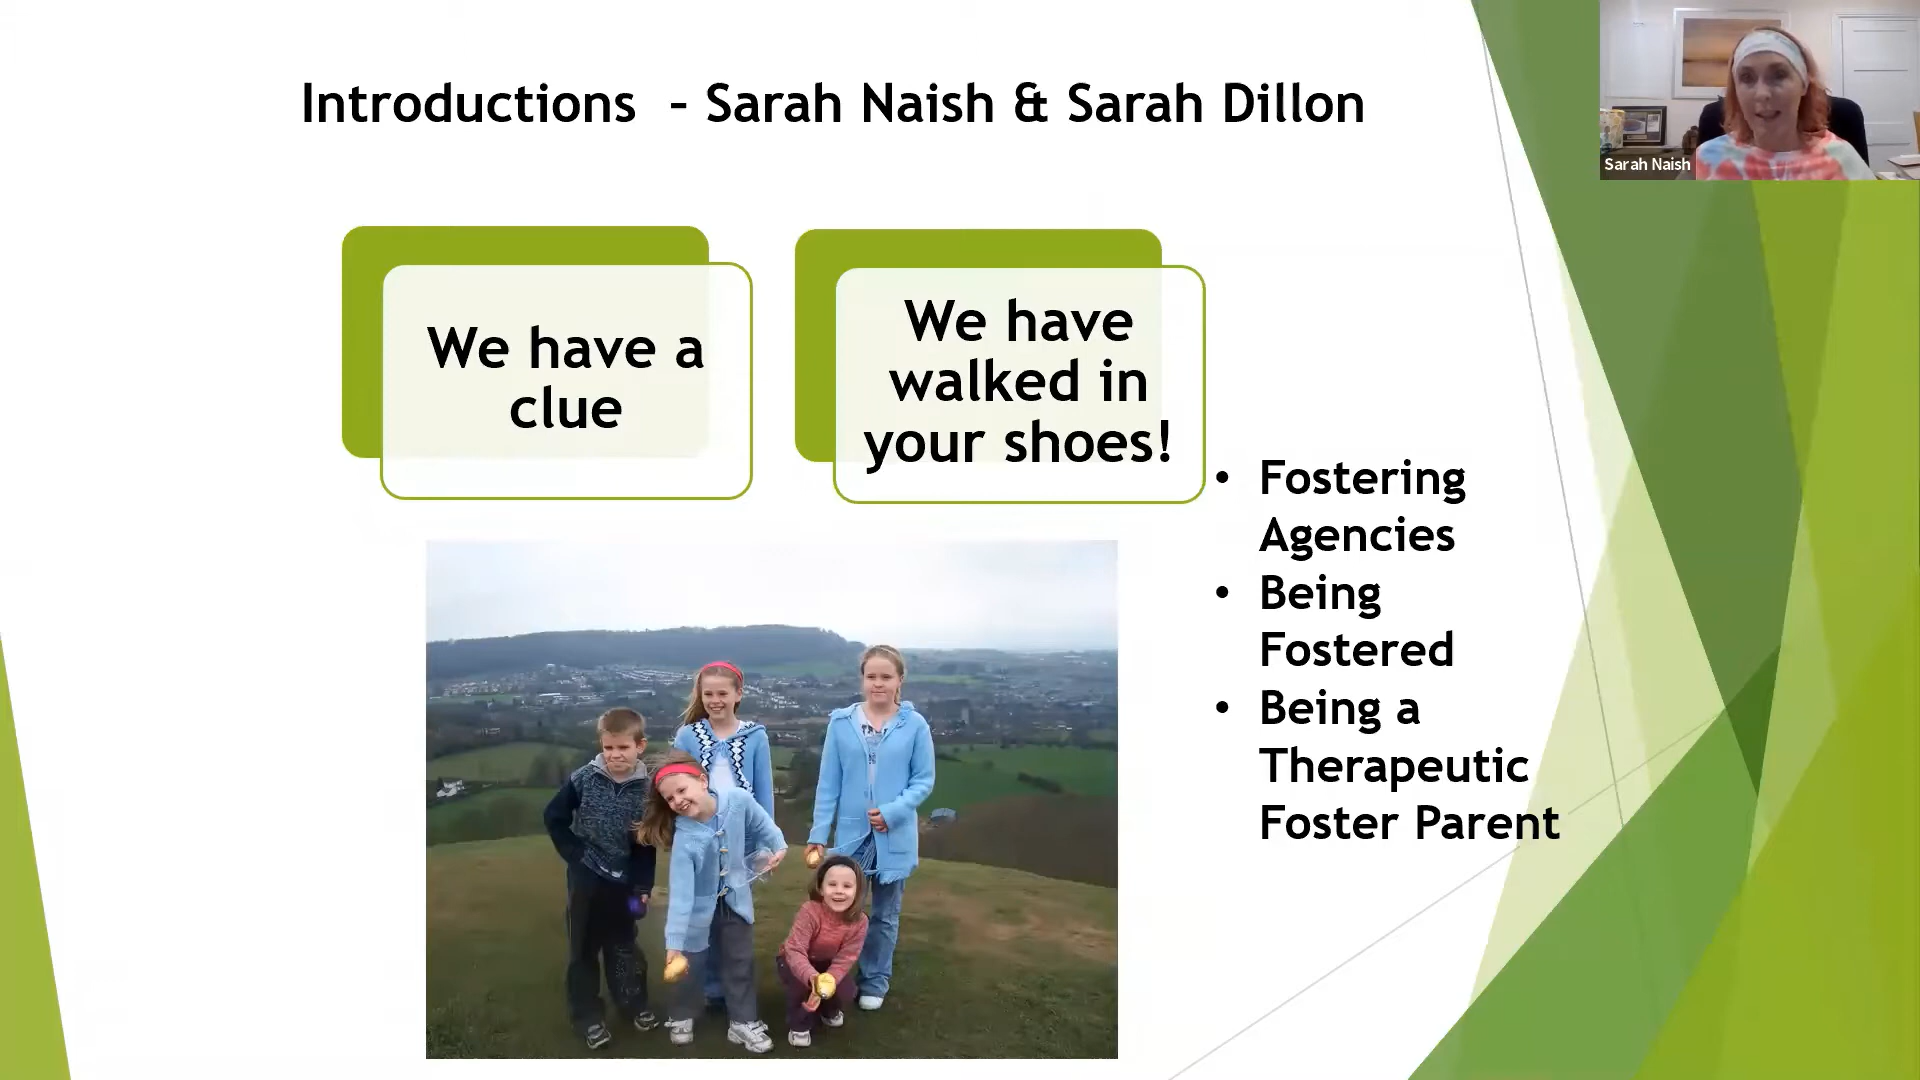 Introductions – Sarah Naish & Sarah Dillon
Sarah Naish
We have a
clue
We have
walked in
your shoes!
• Fostering
Agencies
• Being
Fostered
• Being a
Therapeutic
Foster Parent